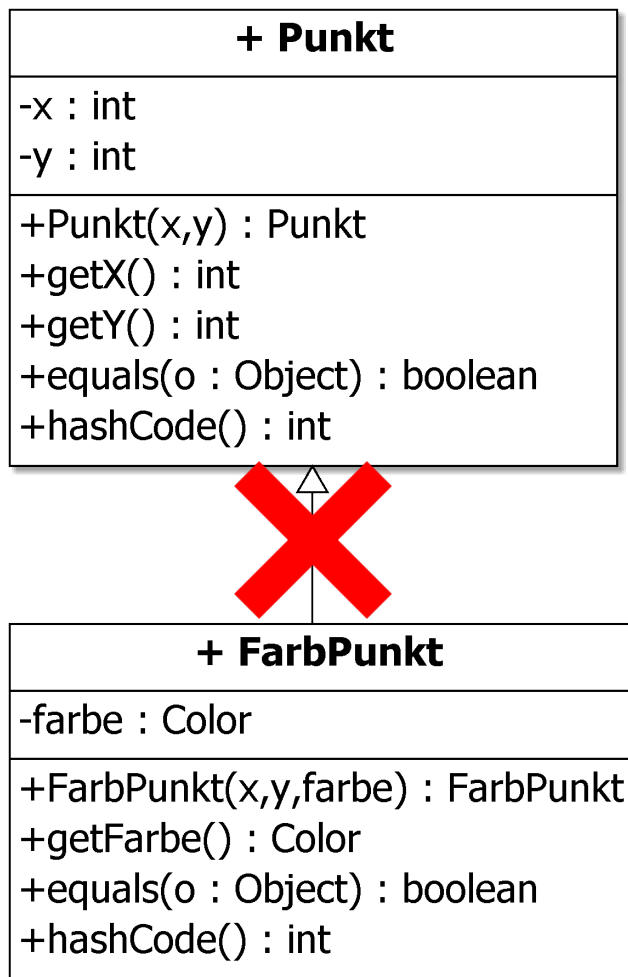 + Punkt
-x : int
-y : int
+Punkt(x,y) : Punkt
+getX() : int
+getY() : int
+equals(o : Object) : boolean
+hashCode() : int
+ FarbPunkt
-farbe : Color
+FarbPunkt(x,y,farbe) : FarbPunkt
+getFarbe() : Color
+equals(o : Object) : boolean
+hashCode() : int